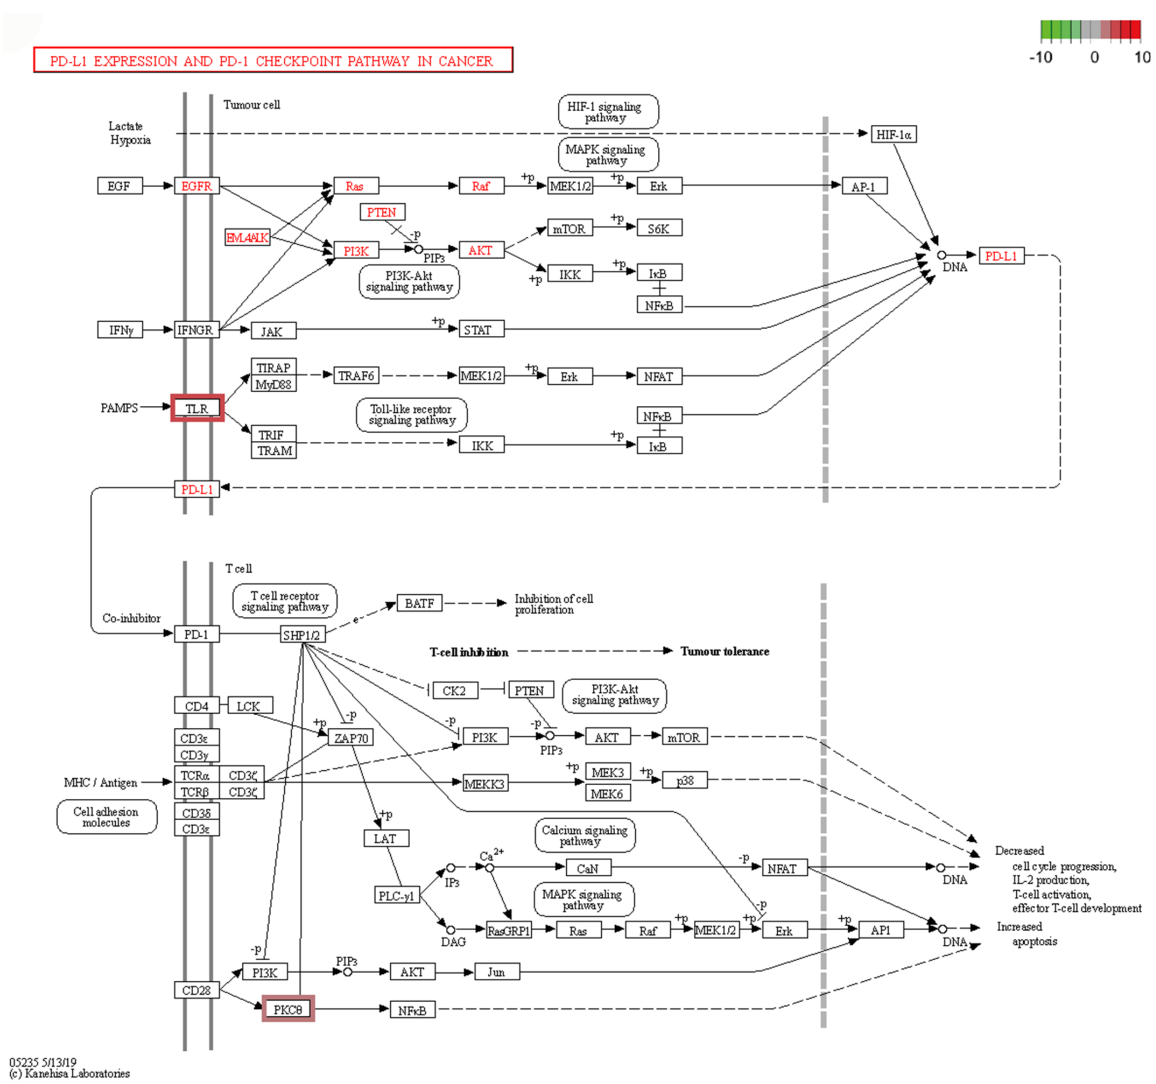 -10 0 10
PD-L1 EXPRESSION AND PD-1 CHECKPOINT PATHWAY IN CANCER
Tumour cell
HIF-1 signaling
pathway
Lactate
Hypoxia
HIF-1α
MAPK signaling
pathway
EGF EGFR Ras Raf +p MEK1/2 +p Erk AP-1
PTEN
EML4ALK -p mTOR +p S6K
PI3K PIP3 AKT DNA PD-L1
PI3K-Akt
signaling pathway
+p IKK +p IκB
NFκB
IFNγ IFNGR JAK +p STAT
TIRAP
MyD88
TRAF6 MEK1/2 +p Erk NFAT
PAMPS TLR
Toll-like receptor
signaling pathway
NFκB
TRIF
TRAM
IKK +p IκB
PD-L1
T cell
T cell receptor
signaling pathway
BATF
Inhibition of cell
proliferation
e
Co-inhibitor
PD-1 SHP1/2
T-cell inhibition Tumour tolerance
CK2 PTEN
PI3K-Akt
signaling pathway
CD4 LCK
+p -p ZAP70
-p PI3K -p PIP3 AKT mTOR
CD3ε
CD3γ
MHC / Antigen
TCRα CD3ζ
TCRβ CD3ζ
MEKK3 +p MEK3 +p p38
MEK6
Cell adhesion
molecules
CD3δ
CD3ε
+p
LAT
Calcium signaling
pathway
Decreased
cell cycle progression,
IL-2 production,
T-cell activation,
effector T-cell development
Ca2+
IP3 CaN -p NFAT DNA
PLC-γ1
MAPK signaling
pathway
-p
DAG RasGRP1 Ras Raf +p MEK1/2 +p Erk +p AP1 DNA
Increased
apoptosis
-p
PI3K PIP3 AKT Jun
CD28
PKCθ NFκB
05235 5/13/19
(c) Kanehisa Laboratories